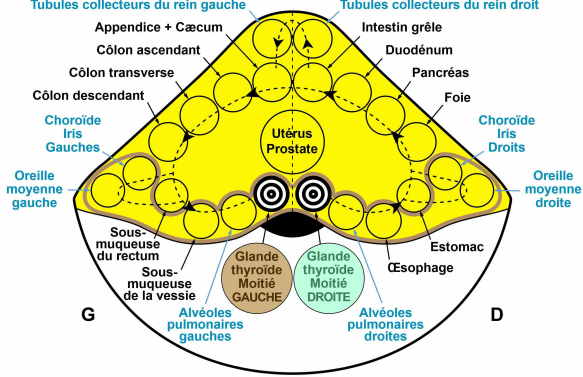 Tubules collecteurs du rein gauche
Tubules collecteurs du rein droit
Appendice + Cæcum
Intestin grêle
Côlon ascendant
Duodénum
Côlon transverse
Pancréas
Côlon descendant
Foie
Choroïde
Iris
Gauches
Choroïde
Iris
Droits
Utérus
Prostate
Oreille
moyenne
gauche
Oreille
moyenne
droite
Sous-
muqueuse
du rectum
Estomac
Sous-
muqueuse
de la vessie
Œsophage
Glande
thyroïde
Moitié
GAUCHE
Glande
thyroïde
Moitié
DROITE
Alvéoles
pulmonaires
gauches
Alvéoles
pulmonaires
droites
G
D